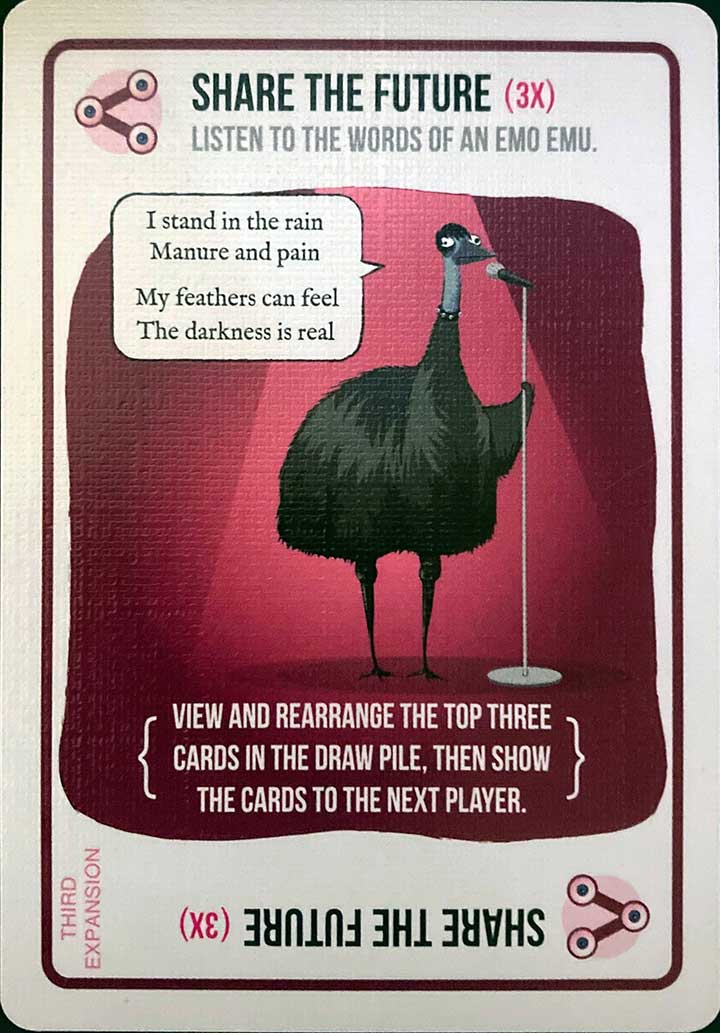 SHARE THE FUTURE (3X)
LISTEN TO THE WORDS OF AN EMO EMU.
I stand in the rain
Manure and pain
My feathers can feel
The darkness is real
VIEW AND REARRANGE THE TOP THREE
CARDS IN THE DRAW PILE, THEN SHOW
THE CARDS TO THE NEXT PLAYER.
THIRD
EXPANSION
SHARE THE FUTURE (3X)